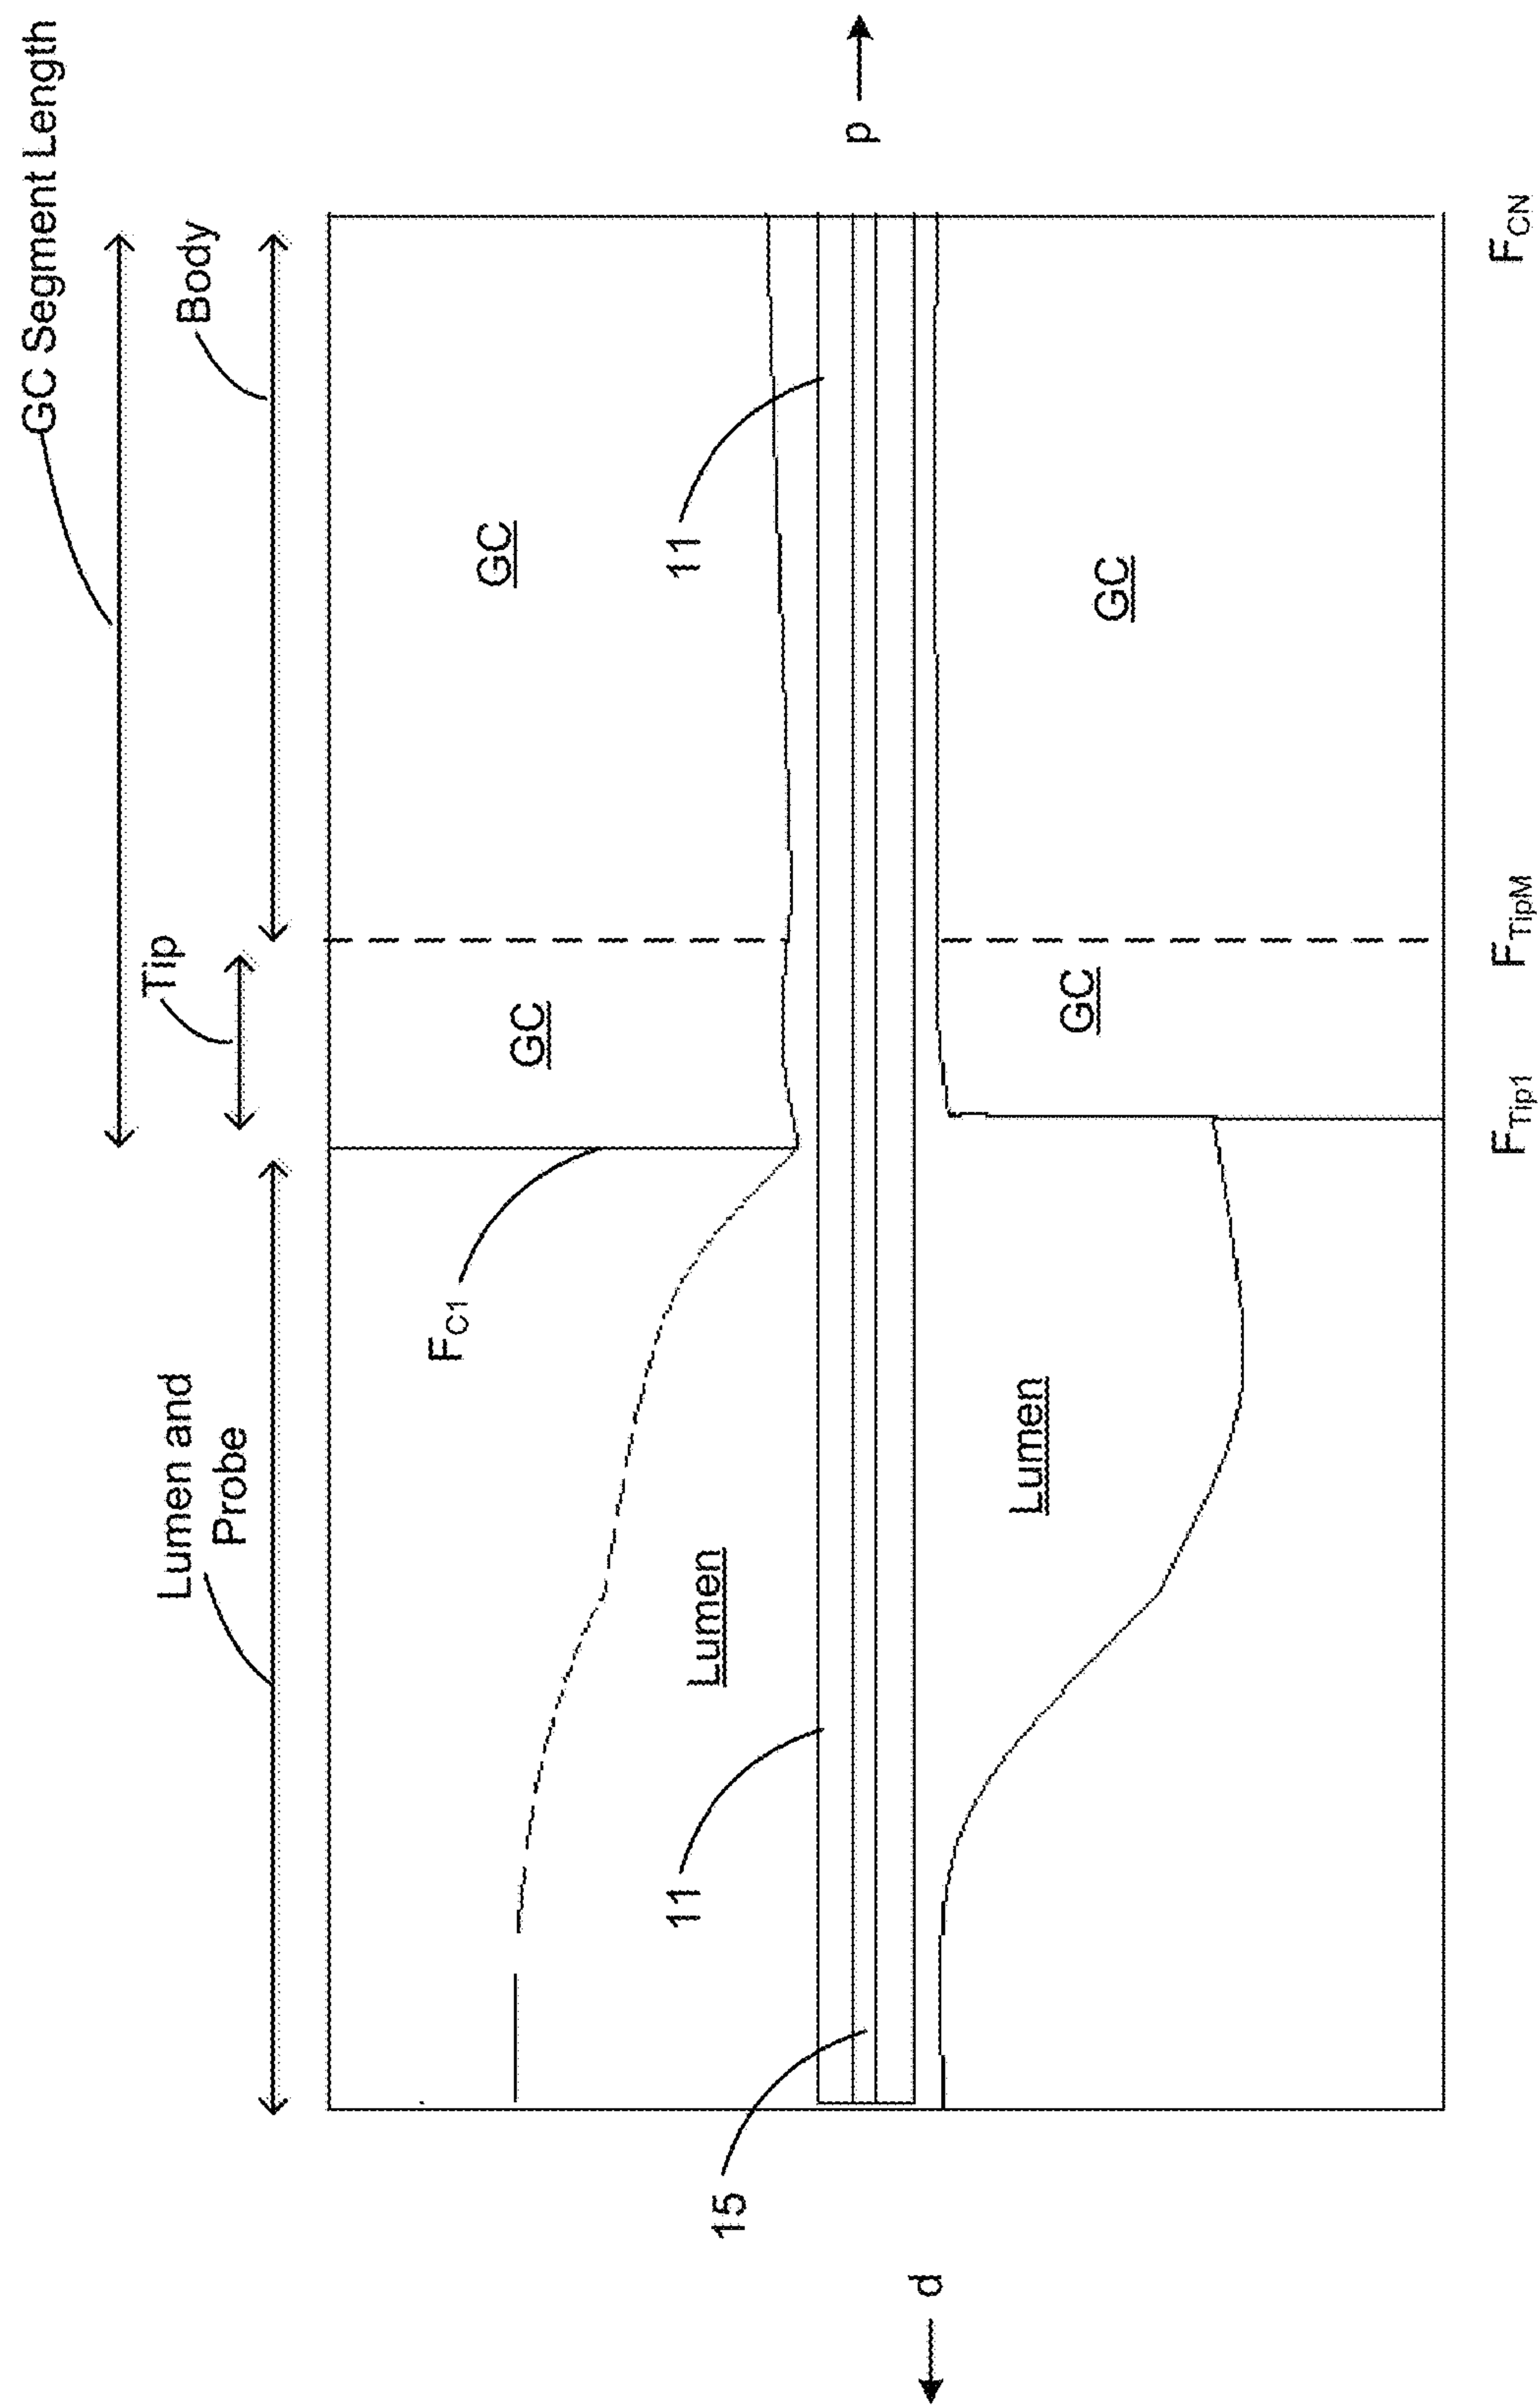 GC Segment Length
Lumen and
Probe
Tip
Body
F_C1
GC
GC
11
11
Lumen
15
p
d
Lumen
GC
GC
F_Tip1
F_TipM
F_CN